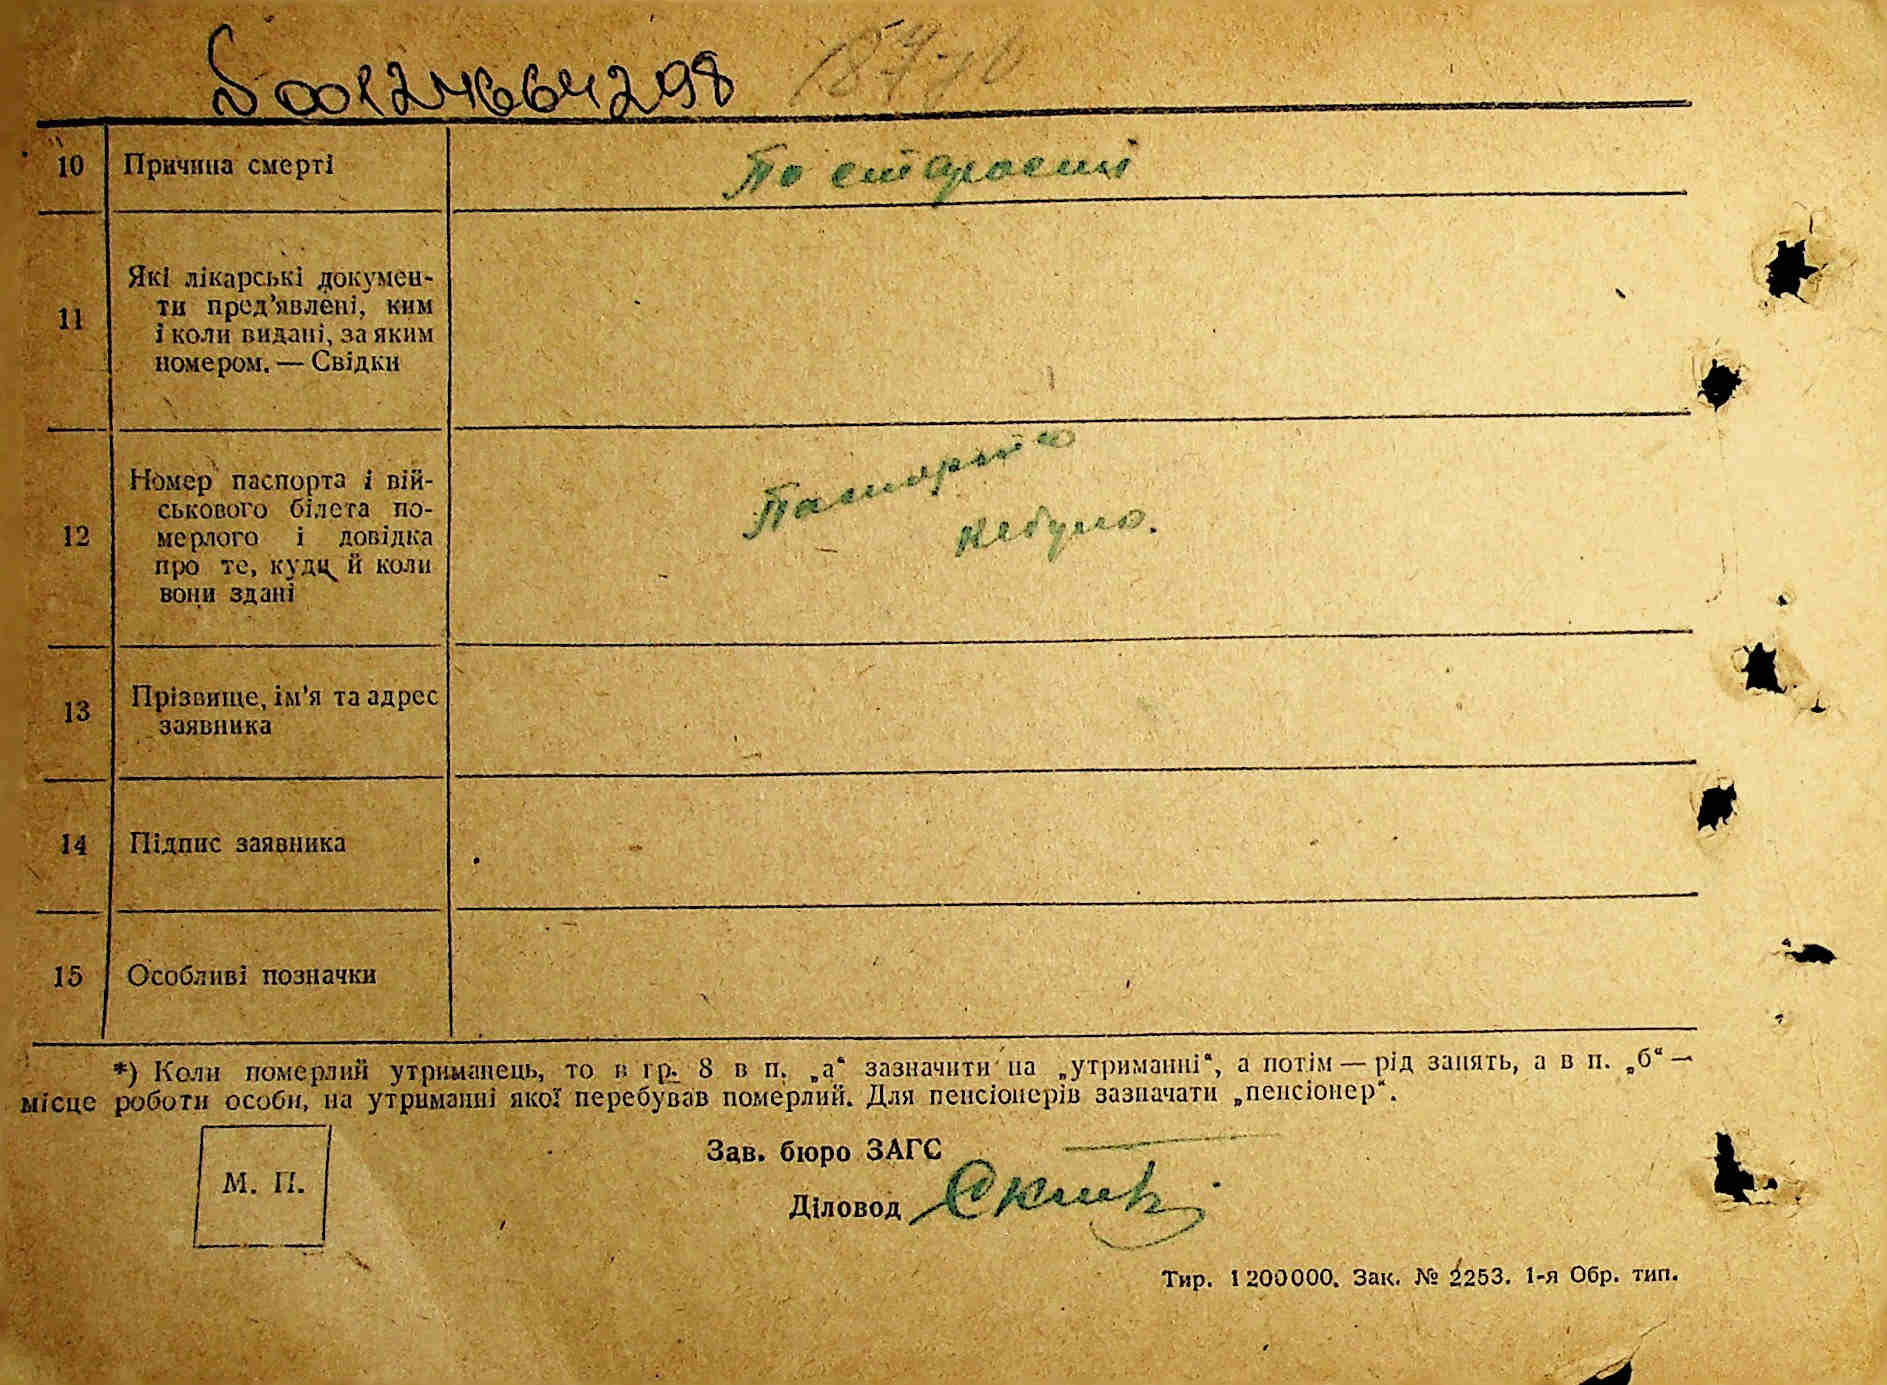 S00124664298
10 Причина смерті По старості
11 Які лікарські докумен-
ти пред'явлені, ким
і коли видані, за яким
номером. — Свідки
12 Номер паспорта і вій-
ськового білета по-
мерлого і довідка
про те, куди й коли
вони здані
Паспорта
небуло.
13 Прізвище, ім'я та адрес
заявника
14 Підпис заявника
15 Особливі позначки
*) Коли померлий утриманець, то в гр. 8 в п. „а“ зазначити на „утриманні“, а потім — рід занять, а в п. „б“ —
місце роботи особи, на утриманні якої перебував померлий. Для пенсіонерів зазначати „пенсіонер“.
М. П.
Зав. бюро ЗАГС
Діловод
Тир. 1 200 000. Зак. № 2253. 1-я Обр. тип.